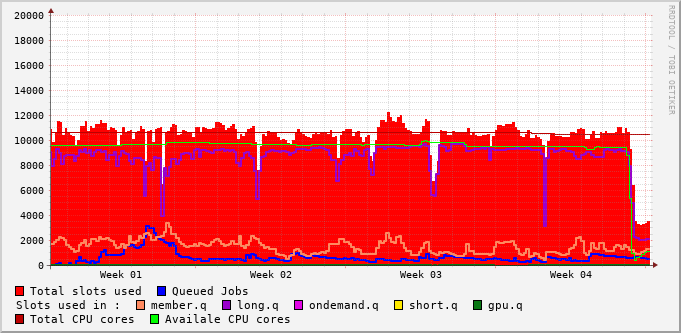 20000
18000
16000
14000
12000
10000
8000
6000
4000
2000
0
RRDTOOL / TOBI OETIKER
Week 01 Week 02 Week 03 Week 04
Total slots used Queued Jobs
Slots used in : member.q long.q ondemand.q short.q gpu.q
Total CPU cores Availale CPU cores